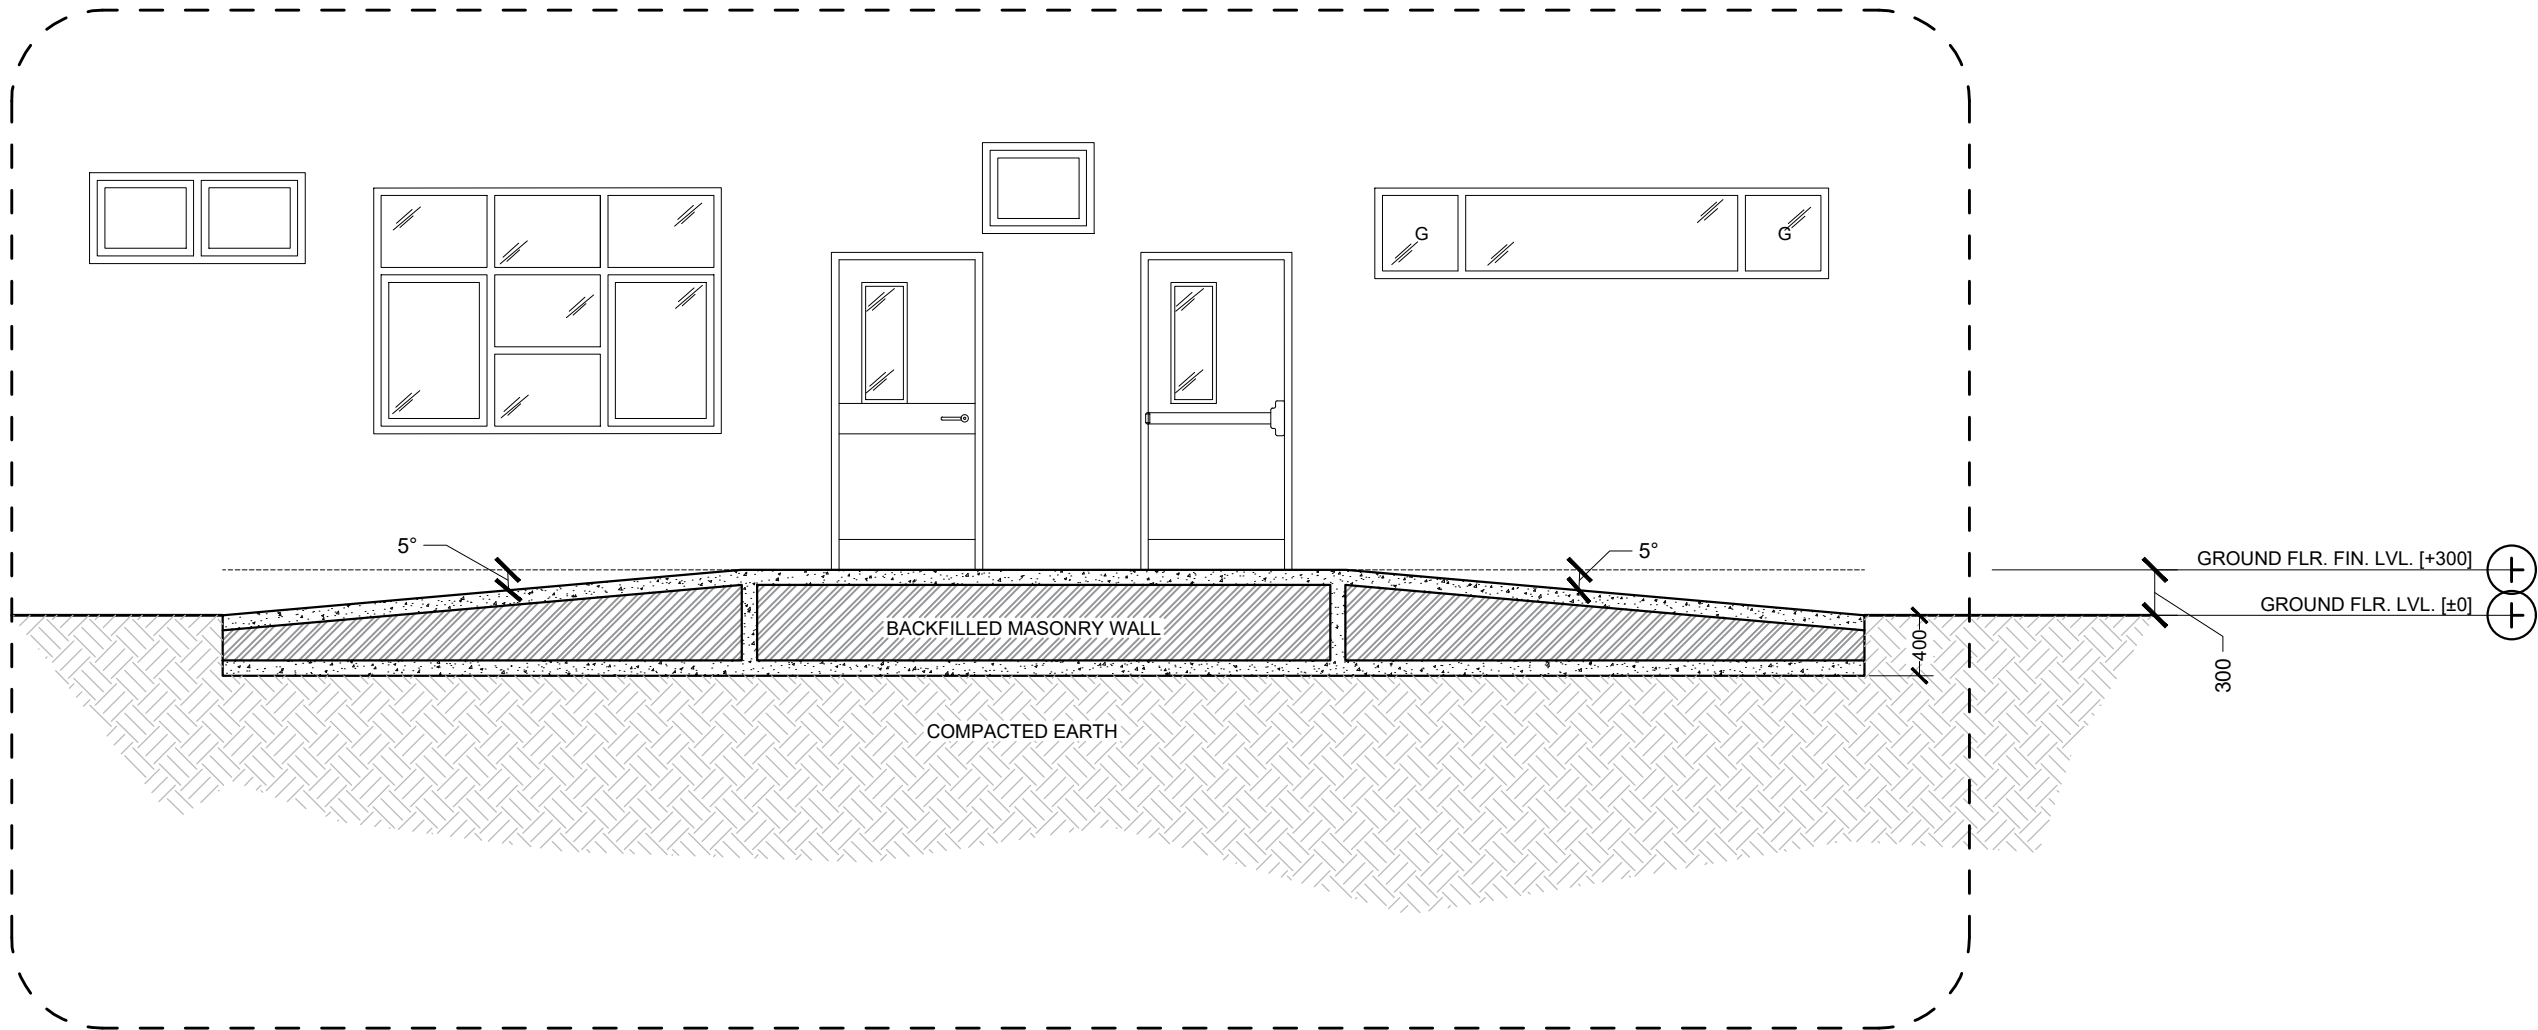 G
G
5°
5°
GROUND FLR. FIN. LVL. [+300]
GROUND FLR. LVL. [±0]
BACKFILLED MASONRY WALL
400
300
COMPACTED EARTH